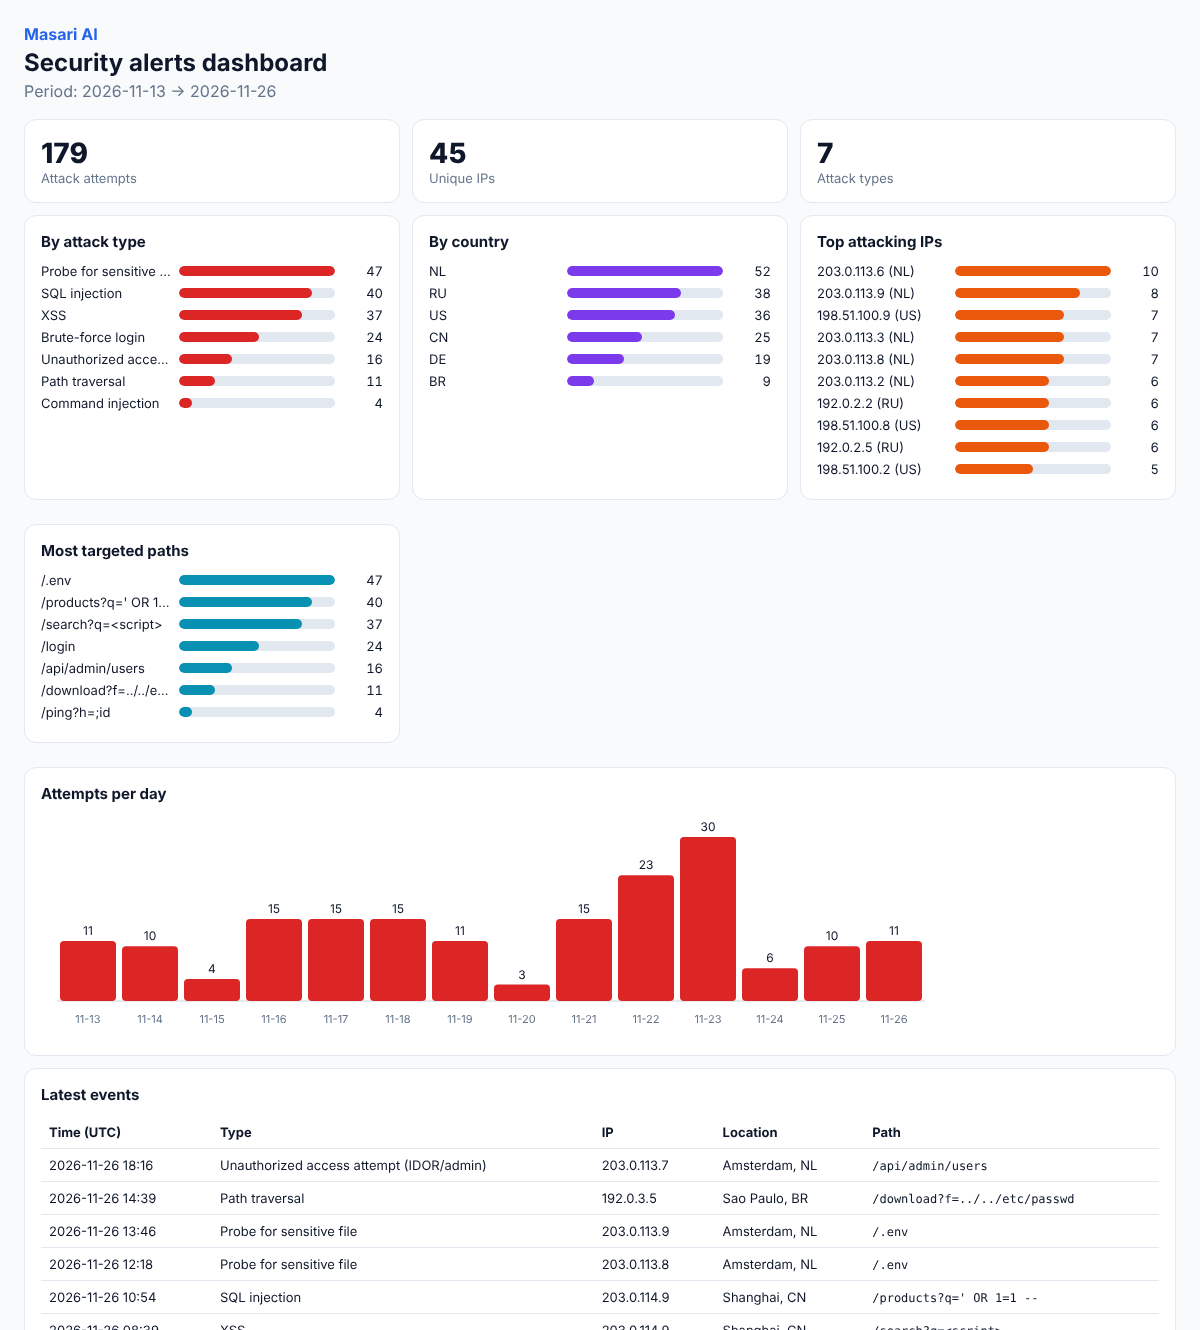 Masari AI
Security alerts dashboard
Period: 2026-11-13 → 2026-11-26
179
Attack attempts
45
Unique IPs
7
Attack types
By attack type
Probe for sensitive ... 47
SQL injection 40
XSS 37
Brute-force login 24
Unauthorized acce... 16
Path traversal 11
Command injection 4
By country
NL 52
RU 38
US 36
CN 25
DE 19
BR 9
Top attacking IPs
203.0.113.6 (NL) 10
203.0.113.9 (NL) 8
198.51.100.9 (US) 7
203.0.113.3 (NL) 7
203.0.113.8 (NL) 7
203.0.113.2 (NL) 6
192.0.2.2 (RU) 6
198.51.100.8 (US) 6
192.0.2.5 (RU) 6
198.51.100.2 (US) 5
Most targeted paths
/.env 47
/products?q=' OR 1... 40
/search?q=<script> 37
/login 24
/api/admin/users 16
/download?f=../../e... 11
/ping?h=;id 4
Attempts per day
11 10 4 15 15 15 11 3 15 23 30 6 10 11
11-13 11-14 11-15 11-16 11-17 11-18 11-19 11-20 11-21 11-22 11-23 11-24 11-25 11-26
Latest events
Time (UTC) Type IP Location Path
2026-11-26 18:16 Unauthorized access attempt (IDOR/admin) 203.0.113.7 Amsterdam, NL /api/admin/users
2026-11-26 14:39 Path traversal 192.0.3.5 Sao Paulo, BR /download?f=../../etc/passwd
2026-11-26 13:46 Probe for sensitive file 203.0.113.9 Amsterdam, NL /.env
2026-11-26 12:18 Probe for sensitive file 203.0.113.8 Amsterdam, NL /.env
2026-11-26 10:54 SQL injection 203.0.114.9 Shanghai, CN /products?q=' OR 1=1 --
2026-11-26 08:39 XSS 203.0.114.9 Shanghai, CN /search?q=<script>